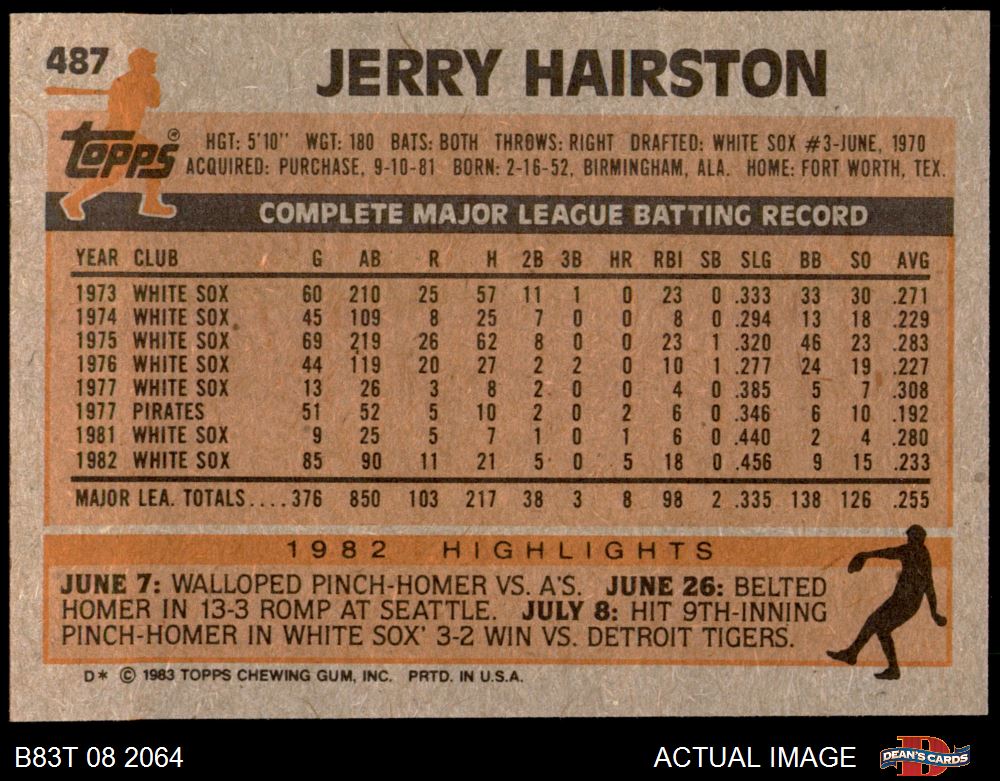 487 JERRY HAIRSTON
topps® HGT: 5'10" WGT: 180 BATS: BOTH THROWS: RIGHT DRAFTED: WHITE SOX #3-JUNE, 1970
ACQUIRED: PURCHASE, 9-10-81 BORN: 2-16-52, BIRMINGHAM, ALA. HOME: FORT WORTH, TEX.
COMPLETE MAJOR LEAGUE BATTING RECORD
YEAR CLUB G AB R H 2B 3B HR RBI SB SLG BB SO AVG
1973 WHITE SOX 60 210 25 57 11 1 0 23 0 .333 33 30 .271
1974 WHITE SOX 45 109 8 25 7 0 0 8 0 .294 13 18 .229
1975 WHITE SOX 69 219 26 62 8 0 0 23 1 .320 46 23 .283
1976 WHITE SOX 44 119 20 27 2 2 0 10 1 .277 24 19 .227
1977 WHITE SOX 13 26 3 8 2 0 0 4 0 .385 5 7 .308
1977 PIRATES 51 52 5 10 2 0 2 6 0 .346 6 10 .192
1981 WHITE SOX 9 25 5 7 1 0 1 6 0 .440 2 4 .280
1982 WHITE SOX 85 90 11 21 5 0 5 18 0 .456 9 15 .233
MAJOR LEA. TOTALS....376 850 103 217 38 3 8 98 2 .335 138 126 .255
1982 HIGHLIGHTS
JUNE 7: WALLOPED PINCH-HOMER VS. A'S. JUNE 26: BELTED
HOMER IN 13-3 ROMP AT SEATTLE. JULY 8: HIT 9TH-INNING
PINCH-HOMER IN WHITE SOX' 3-2 WIN VS. DETROIT TIGERS.
D* © 1983 TOPPS CHEWING GUM, INC. PRTD. IN U.S.A.
B83T 08 2064 ACTUAL IMAGE D DEAN'S CARDS